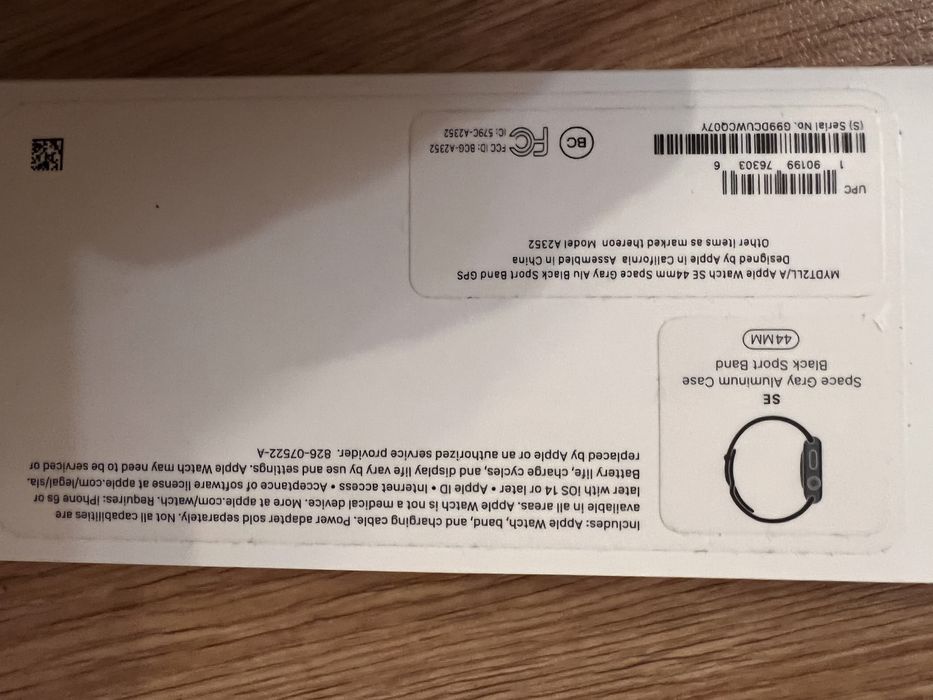 SE
Space Gray Aluminum Case
Black Sport Band
44MM
Includes: Apple Watch, band, and charging cable. Power adapter sold separately. Not all capabilities are
available in all areas. Apple Watch is not a medical device. More at apple.com/watch. Requires: iPhone 6s or
later with iOS 14 or later • Apple ID • Internet access • Acceptance of software license at apple.com/legal/sla.
Battery life, charge cycles, and display life vary by use and settings. Apple Watch may need to be serviced or
replaced by Apple or an authorized service provider. 826-07522-A
MYDT2LL/A Apple Watch SE 44mm Space Gray Alu Black Sport Band GPS
Designed by Apple in California Assembled in China
Other items as marked thereon Model A2352
UPC
1 90199 76303 6
(S) Serial No. G99DCUWCQ07Y
BC
FC
FCC ID: BCG-A2352
IC: 579C-A2352